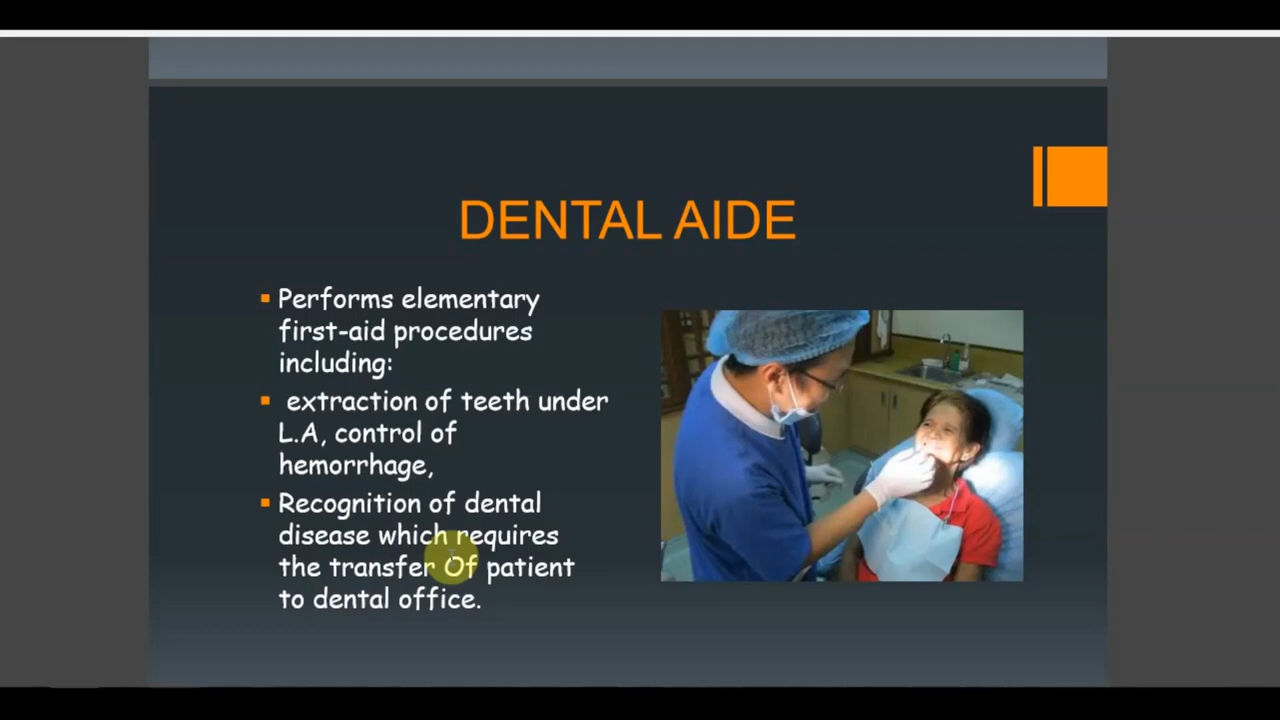 DENTAL AIDE
Performs elementary
first-aid procedures
including:
extraction of teeth under
L.A, control of
hemorrhage,
Recognition of dental
disease which requires
the transfer Of patient
to dental office.